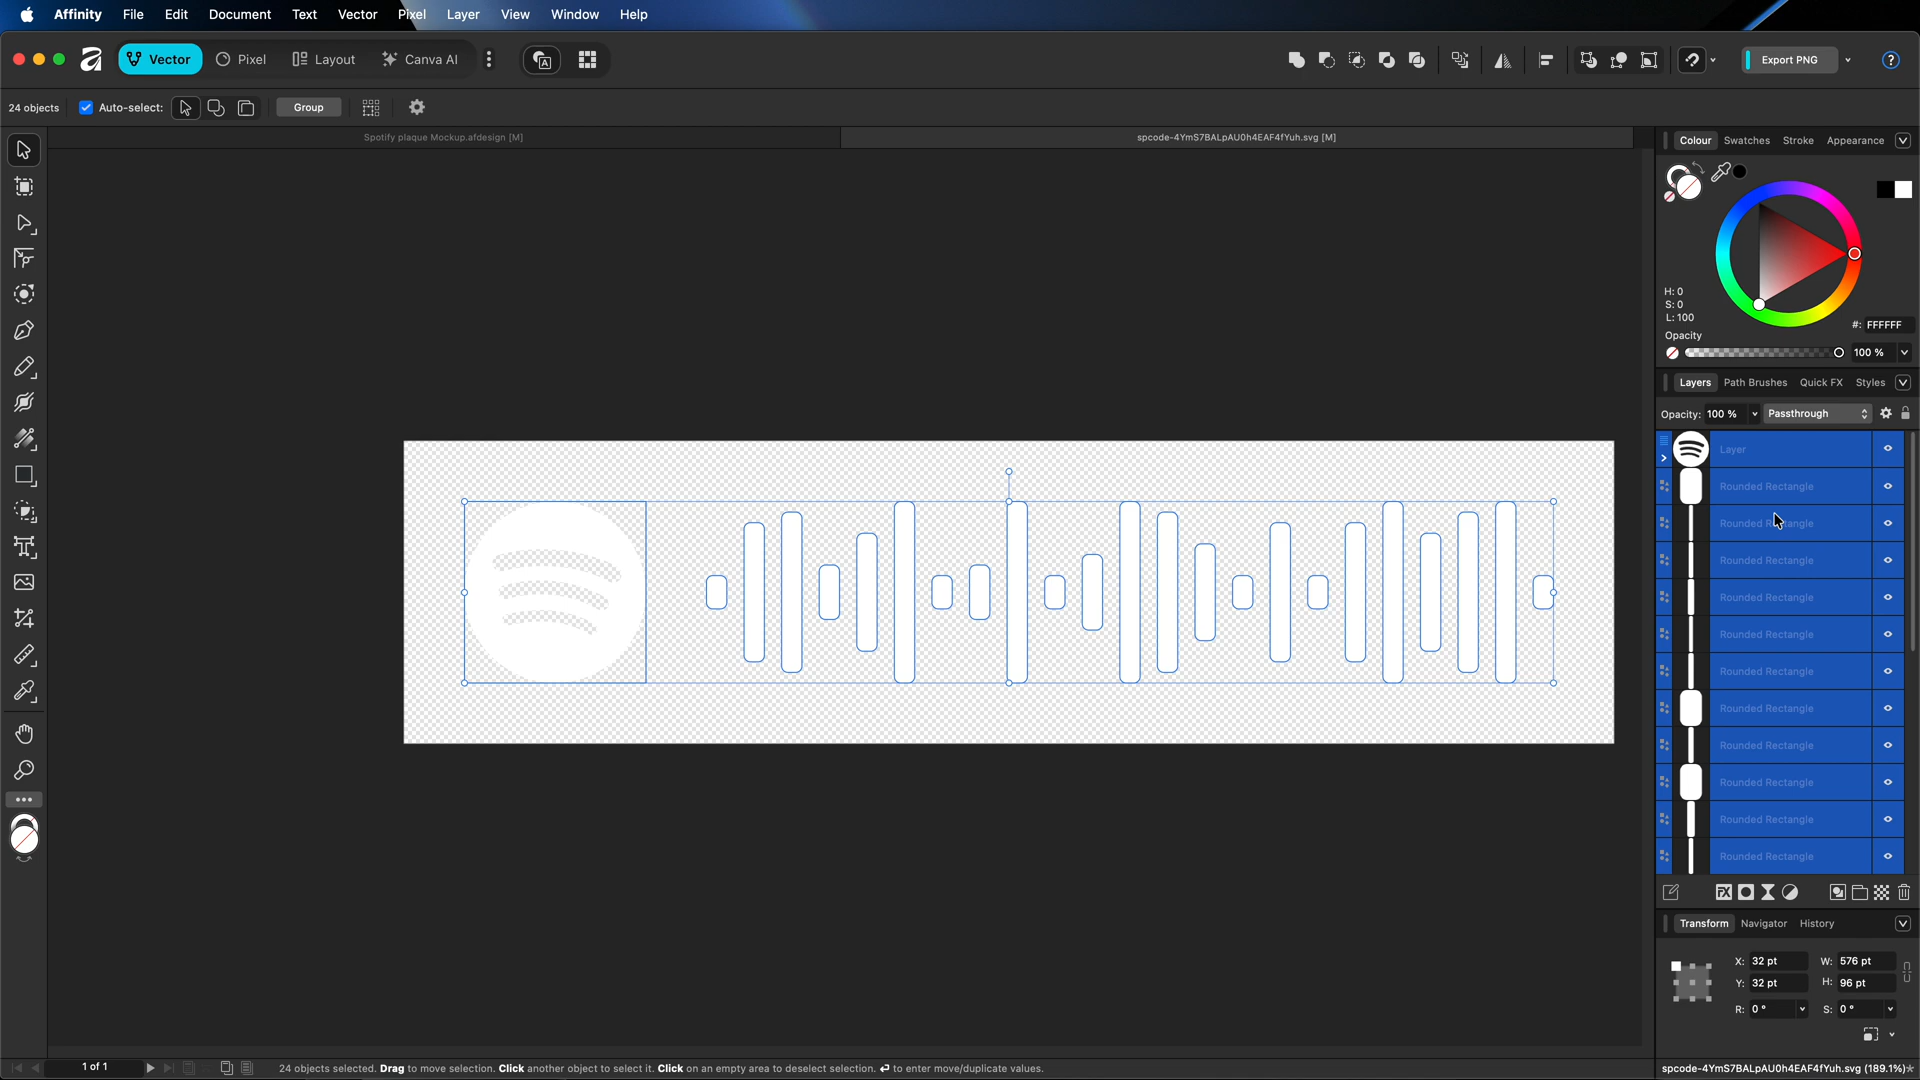 Affinity File Edit Document Text Vector Pixel Layer View Window Help
Vector Pixel Layout Canva AI A Export PNG ?
24 objects Auto-select: Group
Spotify plaque Mockup.afdesign [M] spcode-4YmS7BALpAU0h4EAF4fYuh.svg [M]
Colour Swatches Stroke Appearance
H: 0
S: 0
L: 100
#: FFFFFF
Opacity
100 %
Layers Path Brushes Quick FX Styles
Opacity: 100 % Passthrough
Layer
Rounded Rectangle
Rounded Rectangle
Rounded Rectangle
Rounded Rectangle
Rounded Rectangle
Rounded Rectangle
Rounded Rectangle
Rounded Rectangle
Rounded Rectangle
Rounded Rectangle
Rounded Rectangle
FX
Transform Navigator History
X: 32 pt W: 576 pt
Y: 32 pt H: 96 pt
R: 0 ° S: 0 °
1 of 1 24 objects selected. Drag to move selection. Click another object to select it. Click on an empty area to deselect selection. ⏎ to enter move/duplicate values. spcode-4YmS7BALpAU0h4EAF4fYuh.svg (189.1%)*